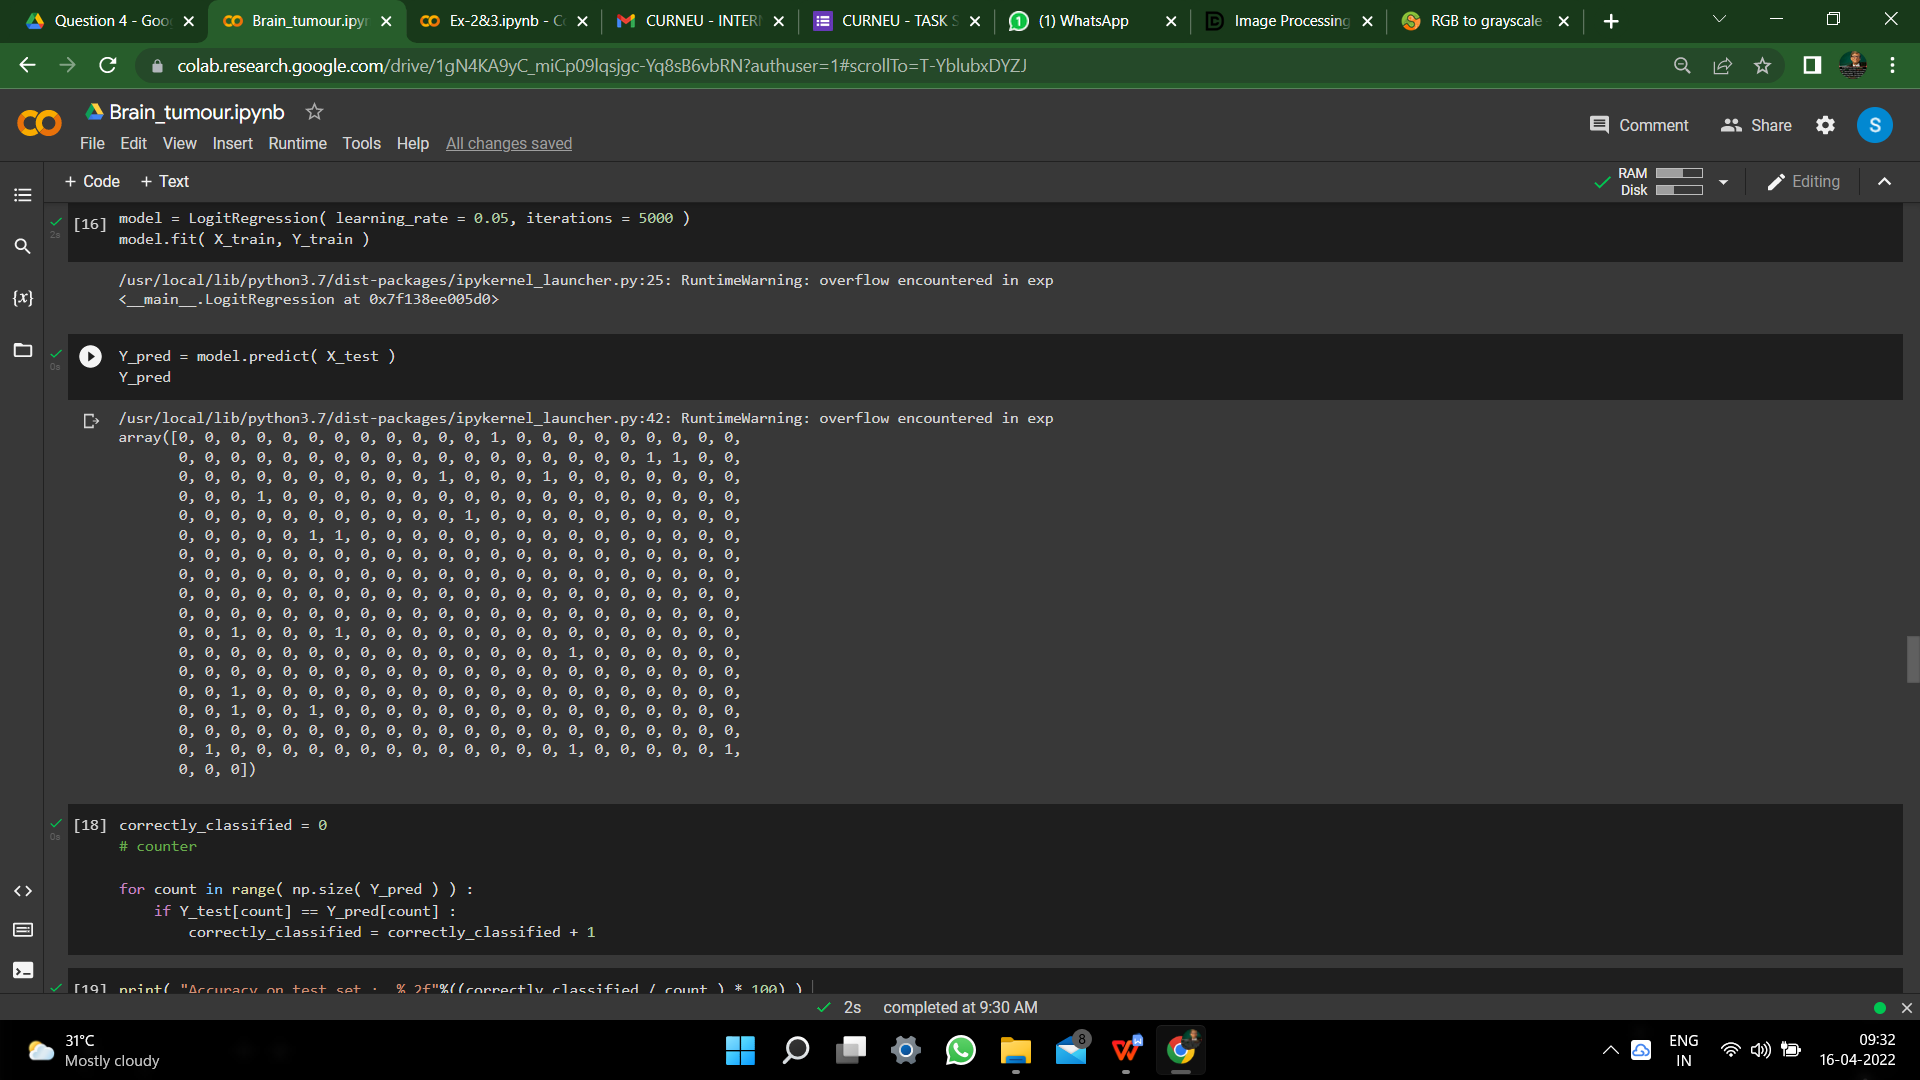 Question 4 - Goo
Brain_tumour.ipyn
Ex-2&3.ipynb - Co
CURNEU - INTERN
CURNEU - TASK S
(1) WhatsApp
Image Processing
RGB to grayscale
colab.research.google.com/drive/1gN4KA9yC_miCp09lqsjgc-Yq8sB6vbRN?authuser=1#scrollTo=T-YblubxDYZJ
Brain_tumour.ipynb
Comment
Share
S
File Edit View Insert Runtime Tools Help All changes saved
+ Code + Text
RAM
Disk
Editing
{x}
[16] model = LogitRegression( learning_rate = 0.05, iterations = 5000 )
2s
model.fit( X_train, Y_train )
/usr/local/lib/python3.7/dist-packages/ipykernel_launcher.py:25: RuntimeWarning: overflow encountered in exp
<__main__.LogitRegression at 0x7f138ee005d0>
Y_pred = model.predict( X_test )
0s
Y_pred
/usr/local/lib/python3.7/dist-packages/ipykernel_launcher.py:42: RuntimeWarning: overflow encountered in exp
array([0, 0, 0, 0, 0, 0, 0, 0, 0, 0, 0, 0, 1, 0, 0, 0, 0, 0, 0, 0, 0, 0,
0, 0, 0, 0, 0, 0, 0, 0, 0, 0, 0, 0, 0, 0, 0, 0, 0, 0, 1, 1, 0, 0,
0, 0, 0, 0, 0, 0, 0, 0, 0, 0, 1, 0, 0, 0, 1, 0, 0, 0, 0, 0, 0, 0,
0, 0, 0, 1, 0, 0, 0, 0, 0, 0, 0, 0, 0, 0, 0, 0, 0, 0, 0, 0, 0, 0,
0, 0, 0, 0, 0, 0, 0, 0, 0, 0, 0, 1, 0, 0, 0, 0, 0, 0, 0, 0, 0, 0,
0, 0, 0, 0, 0, 1, 1, 0, 0, 0, 0, 0, 0, 0, 0, 0, 0, 0, 0, 0, 0, 0,
0, 0, 0, 0, 0, 0, 0, 0, 0, 0, 0, 0, 0, 0, 0, 0, 0, 0, 0, 0, 0, 0,
0, 0, 0, 0, 0, 0, 0, 0, 0, 0, 0, 0, 0, 0, 0, 0, 0, 0, 0, 0, 0, 0,
0, 0, 0, 0, 0, 0, 0, 0, 0, 0, 0, 0, 0, 0, 0, 0, 0, 0, 0, 0, 0, 0,
0, 0, 0, 0, 0, 0, 0, 0, 0, 0, 0, 0, 0, 0, 0, 0, 0, 0, 0, 0, 0, 0,
0, 0, 1, 0, 0, 0, 1, 0, 0, 0, 0, 0, 0, 0, 0, 0, 0, 0, 0, 0, 0, 0,
0, 0, 0, 0, 0, 0, 0, 0, 0, 0, 0, 0, 0, 0, 0, 1, 0, 0, 0, 0, 0, 0,
0, 0, 0, 0, 0, 0, 0, 0, 0, 0, 0, 0, 0, 0, 0, 0, 0, 0, 0, 0, 0, 0,
0, 0, 1, 0, 0, 0, 0, 0, 0, 0, 0, 0, 0, 0, 0, 0, 0, 0, 0, 0, 0, 0,
0, 0, 1, 0, 0, 1, 0, 0, 0, 0, 0, 0, 0, 0, 0, 0, 0, 0, 0, 0, 0, 0,
0, 0, 0, 0, 0, 0, 0, 0, 0, 0, 0, 0, 0, 0, 0, 0, 0, 0, 0, 0, 0, 0,
0, 1, 0, 0, 0, 0, 0, 0, 0, 0, 0, 0, 0, 0, 0, 1, 0, 0, 0, 0, 0, 1,
0, 0, 0])
[18] correctly_classified = 0
0s
# counter
for count in range( np.size( Y_pred ) ) :
if Y_test[count] == Y_pred[count] :
correctly_classified = correctly_classified + 1
[19] print( "Accuracy on test set : %.2f"%((correctly_classified / count ) * 100) )
2s completed at 9:30 AM
31°C
Mostly cloudy
8
ENG
IN
09:32
16-04-2022